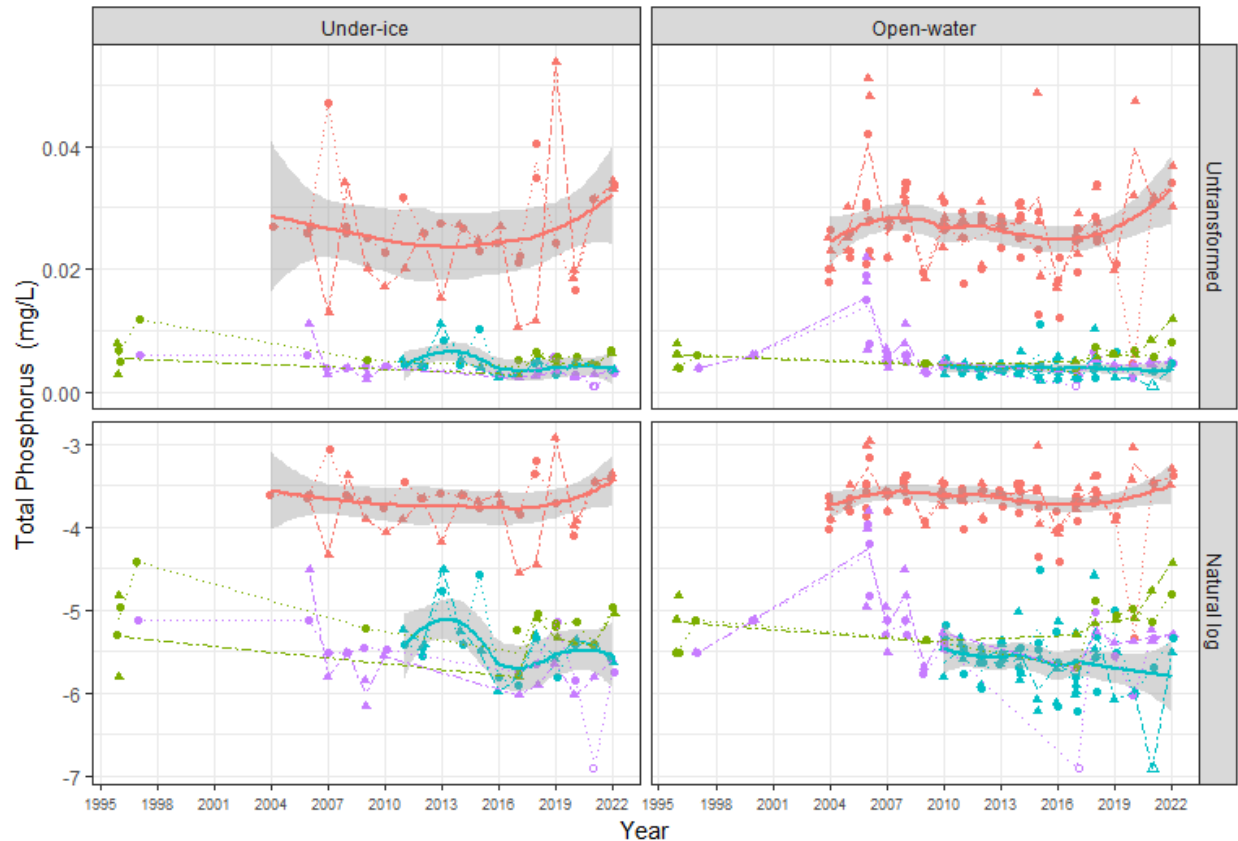 Under-ice Open-water
Total Phosphorus (mg/L)
0.04
0.02
0.00
Untransformed
-3
-4
-5
-6
-7
Natural log
1995 1998 2001 2004 2007 2010 2013 2016 2019 2022 1995 1998 2001 2004 2007 2010 2013 2016 2019 2022
Year